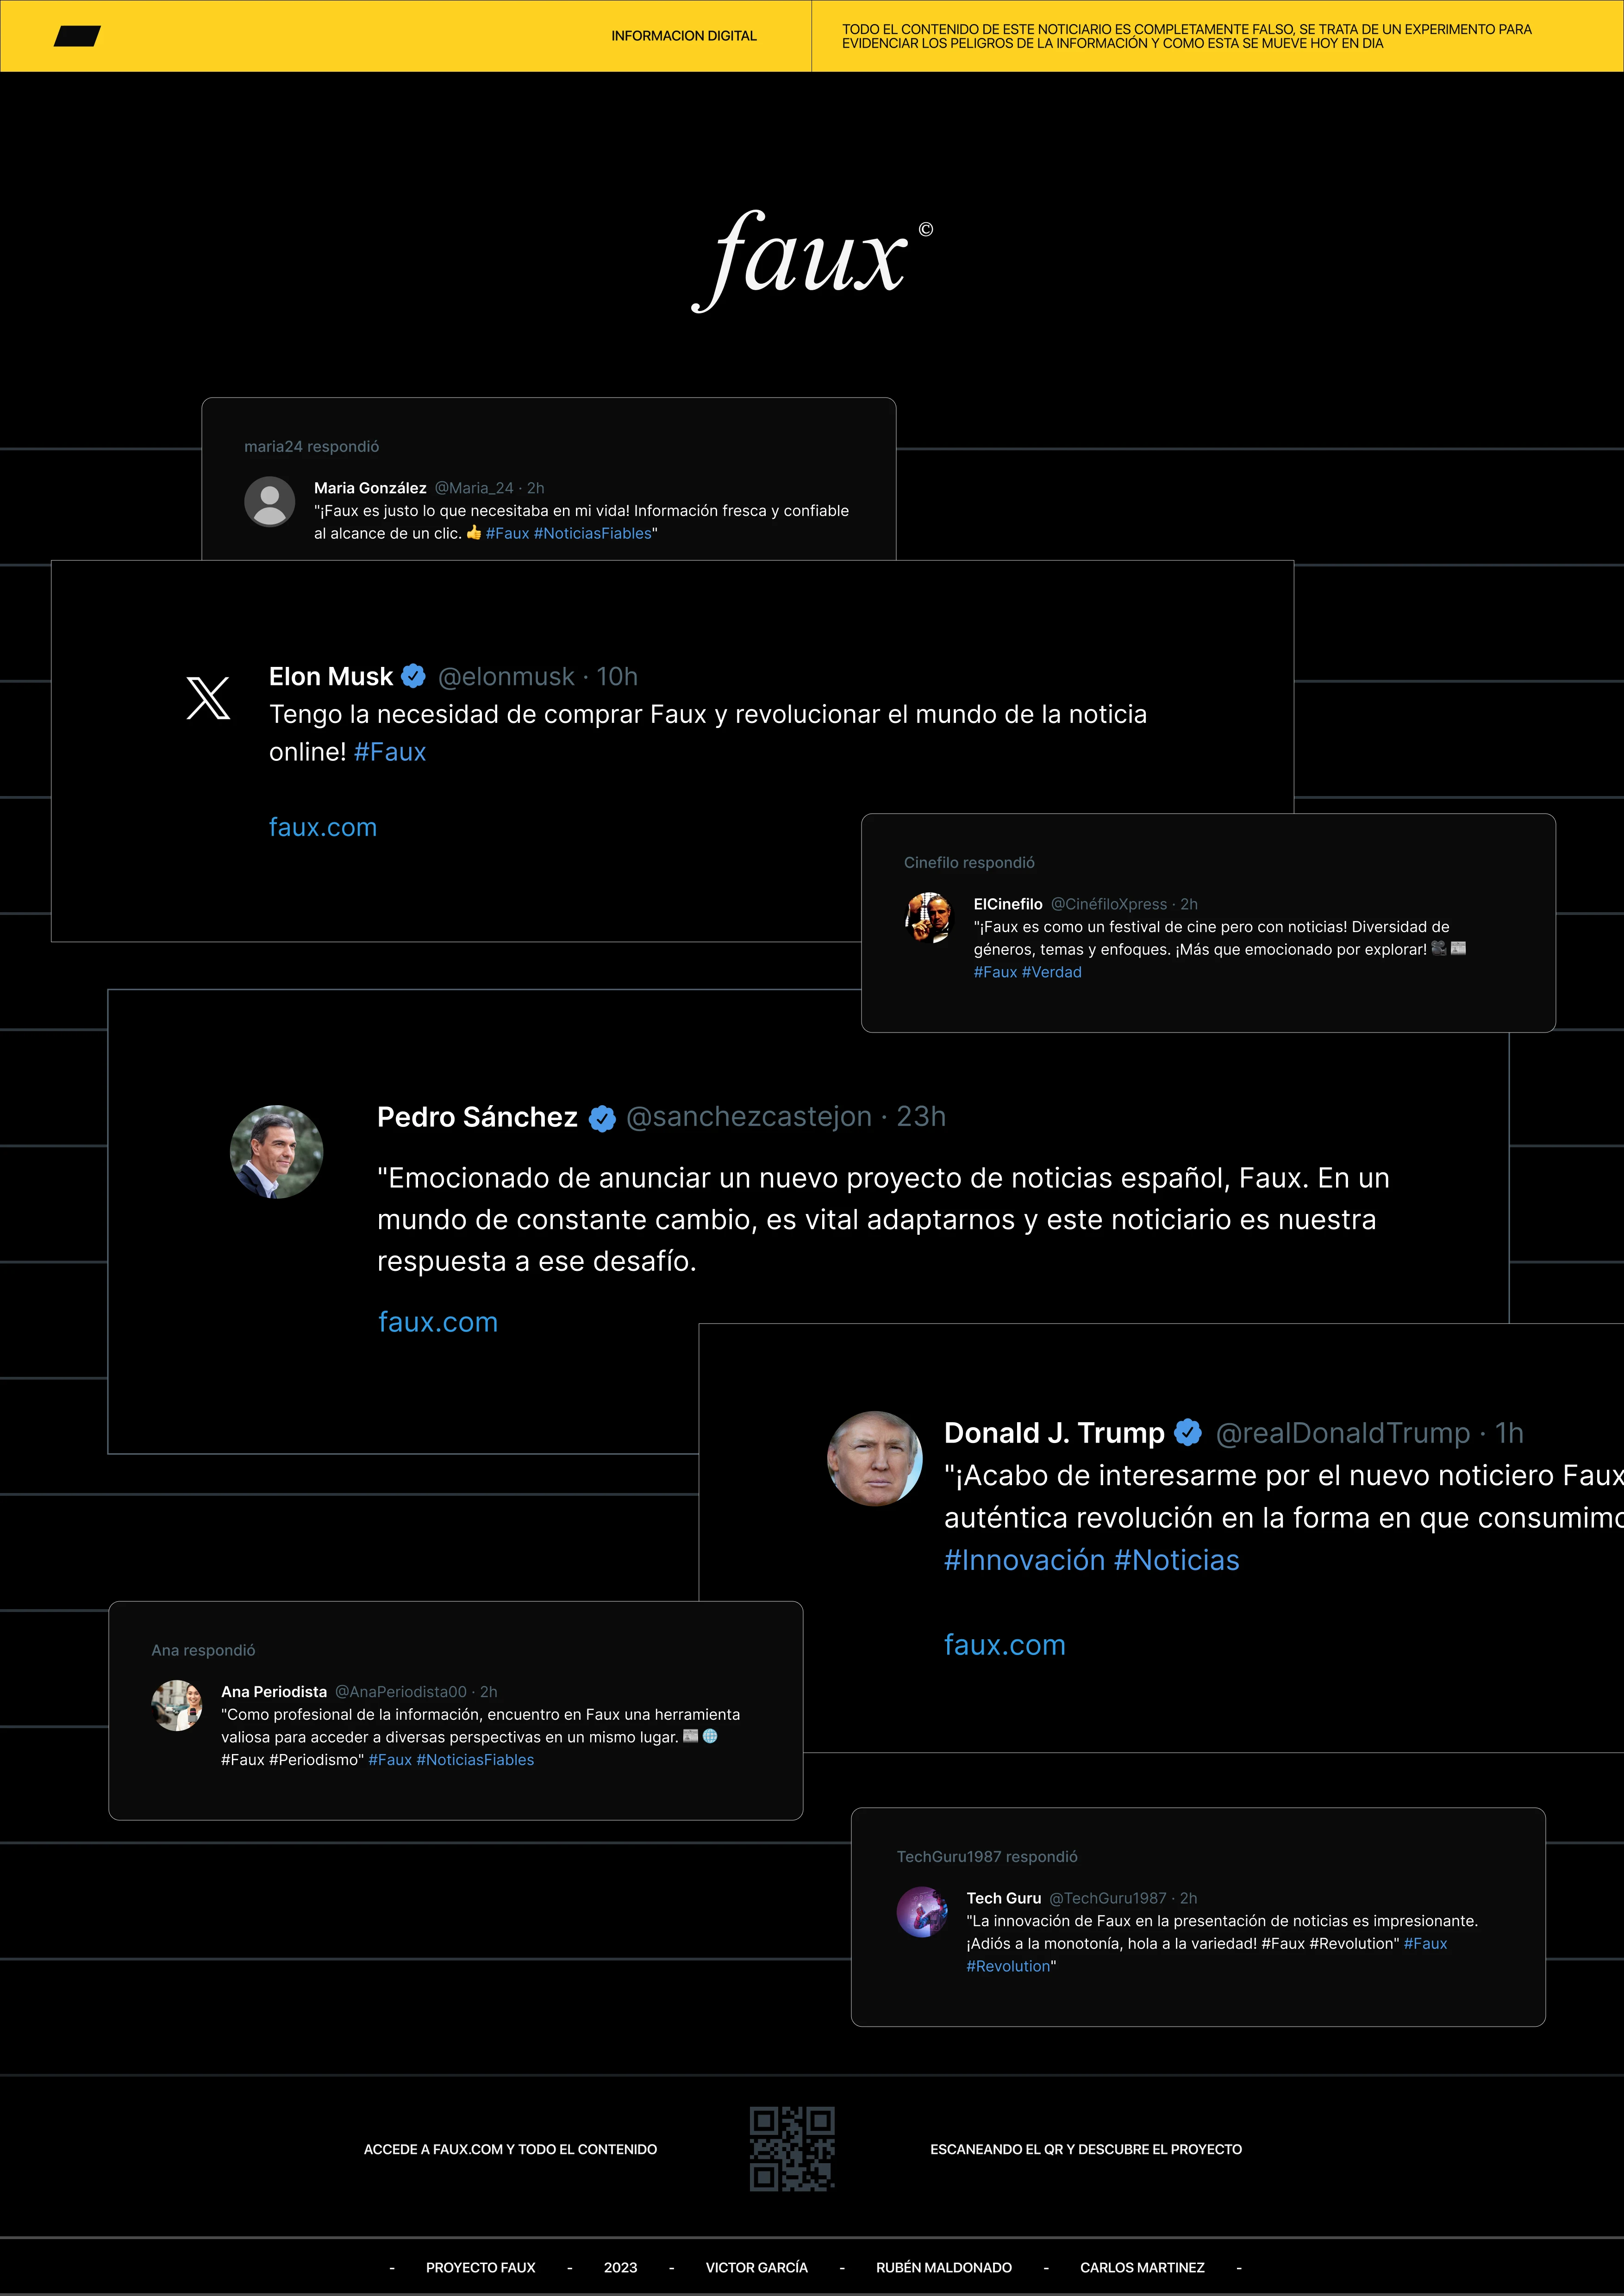 INFORMACION DIGITAL
TODO EL CONTENIDO DE ESTE NOTICIARIO ES COMPLETAMENTE FALSO, SE TRATA DE UN EXPERIMENTO PARA
EVIDENCIAR LOS PELIGROS DE LA INFORMACIÓN Y COMO ESTA SE MUEVE HOY EN DIA
faux ©
maria24 respondió
Maria González @Maria_24 · 2h
"¡Faux es justo lo que necesitaba en mi vida! Información fresca y confiable
al alcance de un clic. 👍 #Faux #NoticiasFiables"
Elon Musk @elonmusk · 10h
Tengo la necesidad de comprar Faux y revolucionar el mundo de la noticia
online! #Faux
faux.com
Cinefilo respondió
ElCinefilo @CinéfiloXpress · 2h
"¡Faux es como un festival de cine pero con noticias! Diversidad de
géneros, temas y enfoques. ¡Más que emocionado por explorar! 🎥 📰
#Faux #Verdad
Pedro Sánchez @sanchezcastejon · 23h
"Emocionado de anunciar un nuevo proyecto de noticias español, Faux. En un
mundo de constante cambio, es vital adaptarnos y este noticiario es nuestra
respuesta a ese desafío.
faux.com
Donald J. Trump @realDonaldTrump · 1h
"¡Acabo de interesarme por el nuevo noticiero Faux
auténtica revolución en la forma en que consumimo
#Innovación #Noticias
faux.com
Ana respondió
Ana Periodista @AnaPeriodista00 · 2h
"Como profesional de la información, encuentro en Faux una herramienta
valiosa para acceder a diversas perspectivas en un mismo lugar. 📰 🌐
#Faux #Periodismo" #Faux #NoticiasFiables
TechGuru1987 respondió
Tech Guru @TechGuru1987 · 2h
"La innovación de Faux en la presentación de noticias es impresionante.
¡Adiós a la monotonía, hola a la variedad! #Faux #Revolution" #Faux
#Revolution"
ACCEDE A FAUX.COM Y TODO EL CONTENIDO
ESCANEANDO EL QR Y DESCUBRE EL PROYECTO
- PROYECTO FAUX - 2023 - VICTOR GARCÍA - RUBÉN MALDONADO - CARLOS MARTINEZ -